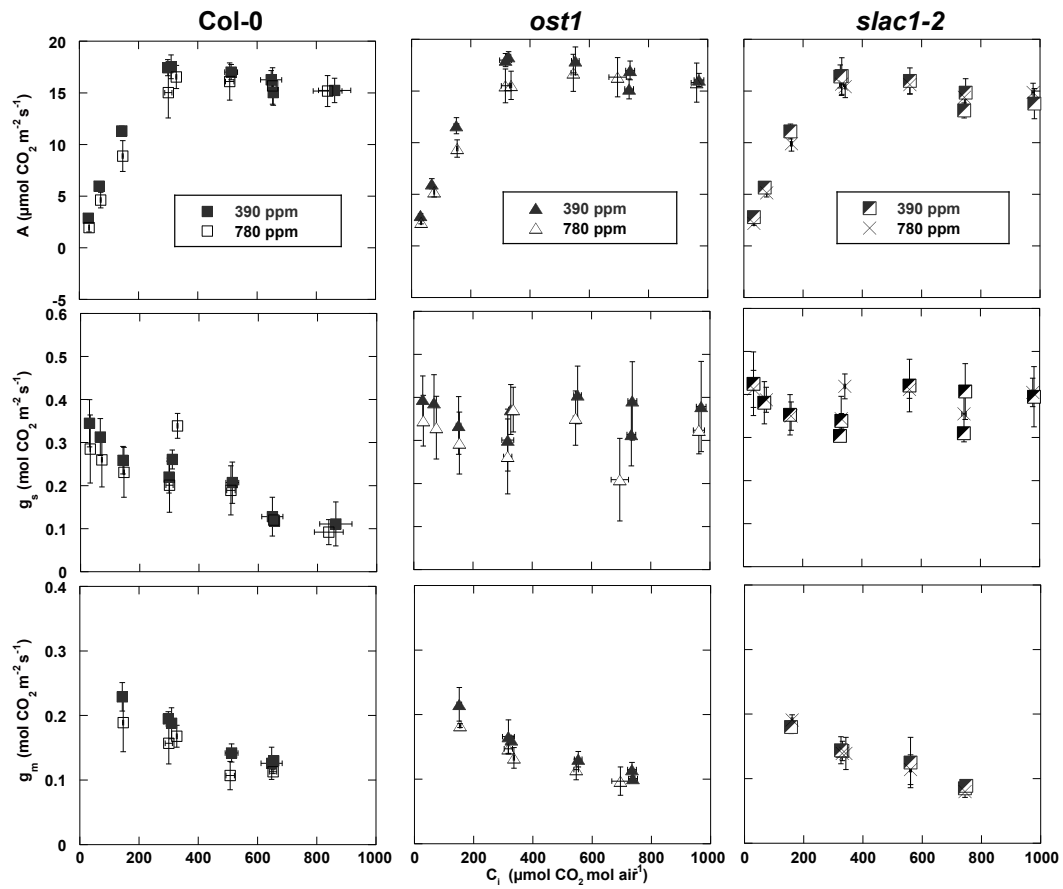 Col-0
ost1
slac1-2
20
15
10
5
0
-5
A (µmol CO2 m-2 s-1)
390 ppm
780 ppm
390 ppm
780 ppm
390 ppm
780 ppm
0.6
0.5
0.4
0.3
0.2
0.1
0
gs (mol CO2 m-2 s-1)
0.4
0.3
0.2
0.1
0
gm (mol CO2 m-2 s-1)
0 200 400 600 800 1000
0 200 400 600 800 1000
0 200 400 600 800 1000
Ci (µmol CO2 mol air-1)